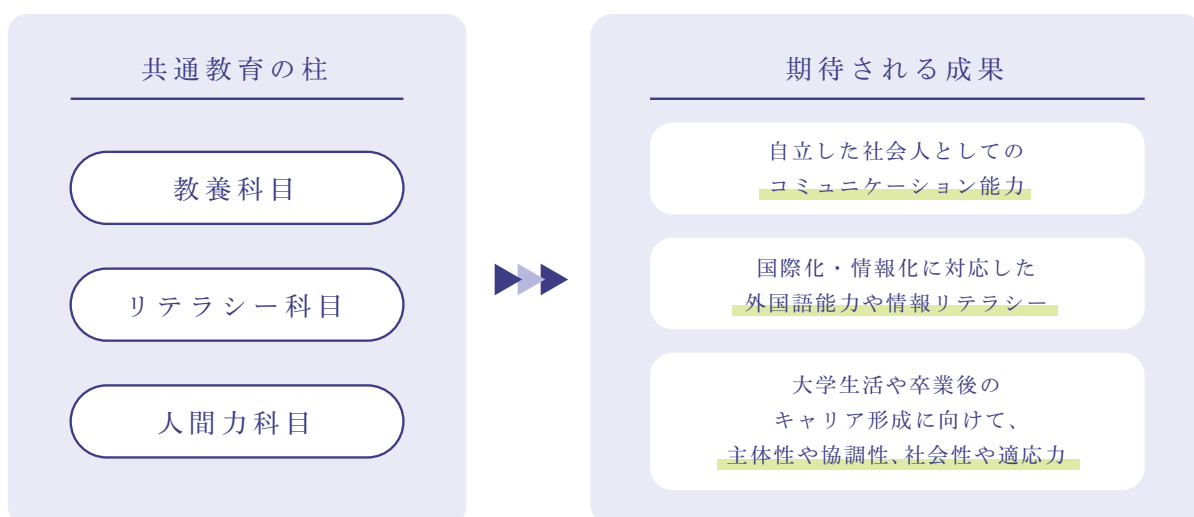 共通教育の柱
教養科目
リテラシー科目
人間力科目
期待される成果
自立した社会人としての
コミュニケーション能力
国際化・情報化に対応した
外国語能力や情報リテラシー
大学生活や卒業後の
キャリア形成に向けて、
主体性や協調性、社会性や適応力